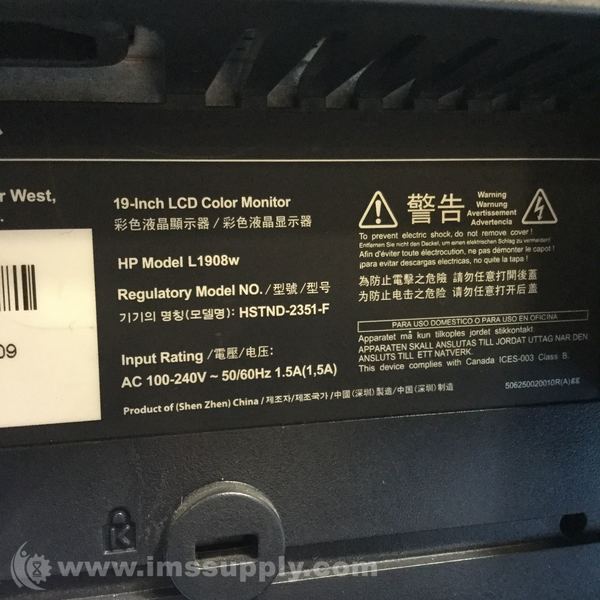 r West,
09
19-Inch LCD Color Monitor
彩色液晶顯示器 / 彩色液晶显示器
HP Model L1908w
Regulatory Model NO. /型號/型号
기기의 명칭(모델명): HSTND-2351-F
Input Rating /電壓/电压:
AC 100-240V ~ 50/60Hz 1.5A(1,5A)
Product of (Shen Zhen) China / 제조자/제조국가/中國 (深圳) 製造/中国 (深圳) 制造
警告
Warning
Warnung
Avertissement
Advertencia
To prevent electric shock, do not remove cover !
Entfernen Sie nicht den Deckel, um einen elektrischen Schlag zu vermeiden!
Afin d'éviter toute électrocution, ne pas démonter le capot !
¡para evitar descargas electricas, no quite la tapa!
為防止電擊之危險 請勿任意打開後蓋
为防止电击之危险 请勿任意打开后盖
PARA USO DOMESTICO O PARA USO EN OFICINA
Apparatet må kun tilkoples jordet stikkontakt
APPARATEN SKALL ANSLUTAS TILL JORDAT UTTAG NAR DEN
ANSLUTS TILL ETT NATVERK.
This device complies with Canada ICES-003 Class B.
506250020010R(A)
K
www.imssupply.com